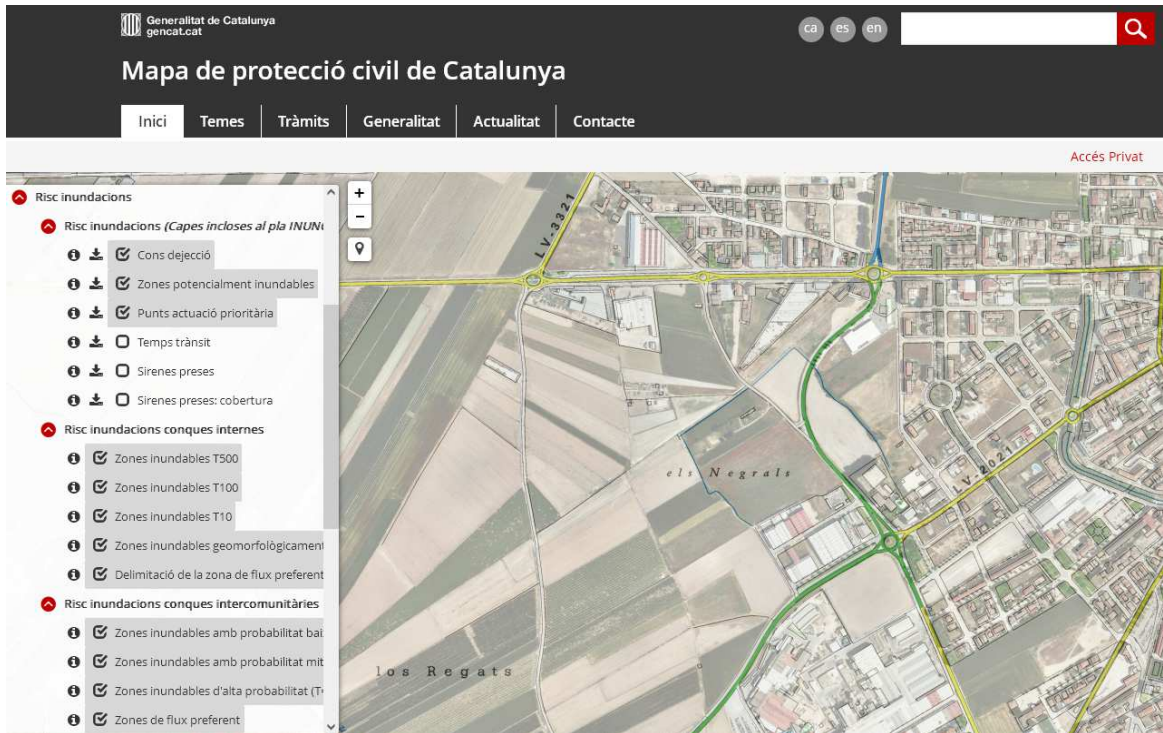 Generalitat de Catalunya
gencat.cat
ca es en
Mapa de protecció civil de Catalunya
Inici Temes Tràmits Generalitat Actualitat Contacte
Accés Privat
Risc inundacions
Risc inundacions (Capes incloses al pla INUN
Cons dejecció
Zones potencialment inundables
Punts actuació prioritària
Temps trànsit
Sirenes preses
Sirenes preses: cobertura
Risc inundacions conques internes
Zones inundables T500
Zones inundables T100
Zones inundables T10
Zones inundables geomorfològicament
Delimitació de la zona de flux preferent
Risc inundacions conques intercomunitàries
Zones inundables amb probabilitat bai
Zones inundables amb probabilitat mit
Zones inundables d'alta probabilitat (T
Zones de flux preferent
+
−
LV-3321
els Negrals
LV-2021
los Regats